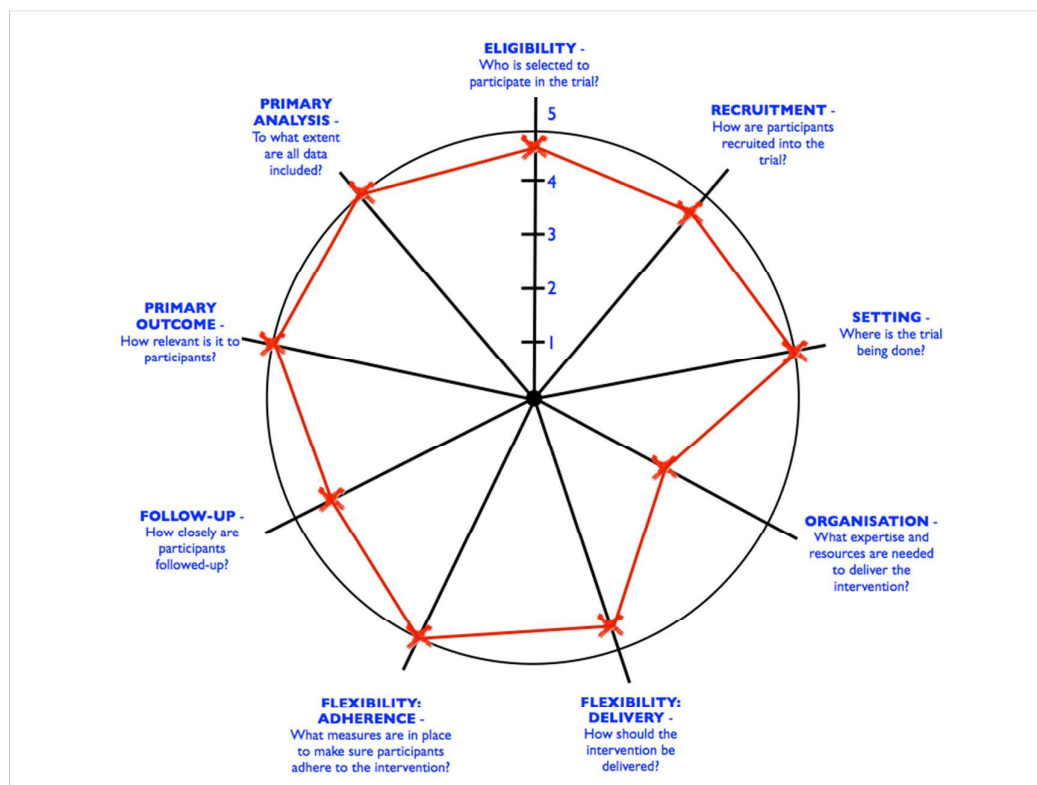 ELIGIBILITY -
Who is selected to
participate in the trial?
5
4
3
2
1
RECRUITMENT -
How are participants
recruited into the
trial?
SETTING -
Where is the trial
being done?
ORGANISATION -
What expertise and
resources are needed
to deliver the
intervention?
FLEXIBILITY:
DELIVERY -
How should the
intervention be
delivered?
FLEXIBILITY:
ADHERENCE -
What measures are in place
to make sure participants
adhere to the intervention?
FOLLOW-UP -
How closely are
participants
followed-up?
PRIMARY
OUTCOME -
How relevant is it to
participants?
PRIMARY
ANALYSIS -
To what extent
are all data
included?